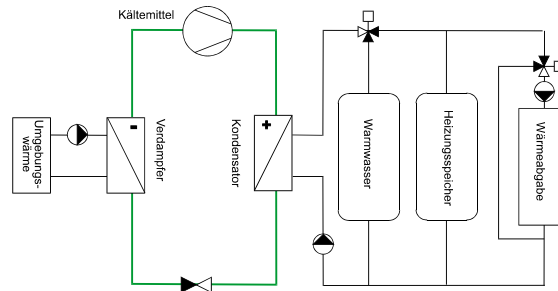 Kältemittel
Umgebungs-
wärme
Verdampfer
-
Kondensator
+
Warmwasser
Heizungsspeicher
Wärmeabgabe